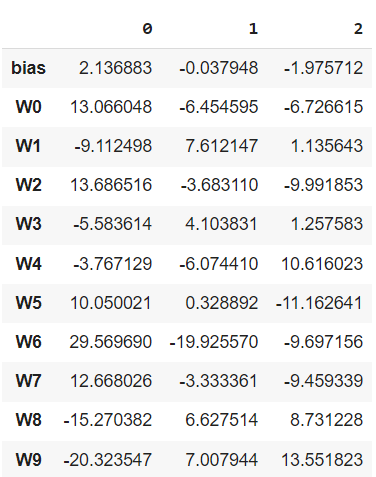 0 1 2
bias 2.136883 -0.037948 -1.975712
W0 13.066048 -6.454595 -6.726615
W1 -9.112498 7.612147 1.135643
W2 13.686516 -3.683110 -9.991853
W3 -5.583614 4.103831 1.257583
W4 -3.767129 -6.074410 10.616023
W5 10.050021 0.328892 -11.162641
W6 29.569690 -19.925570 -9.697156
W7 12.668026 -3.333361 -9.459339
W8 -15.270382 6.627514 8.731228
W9 -20.323547 7.007944 13.551823